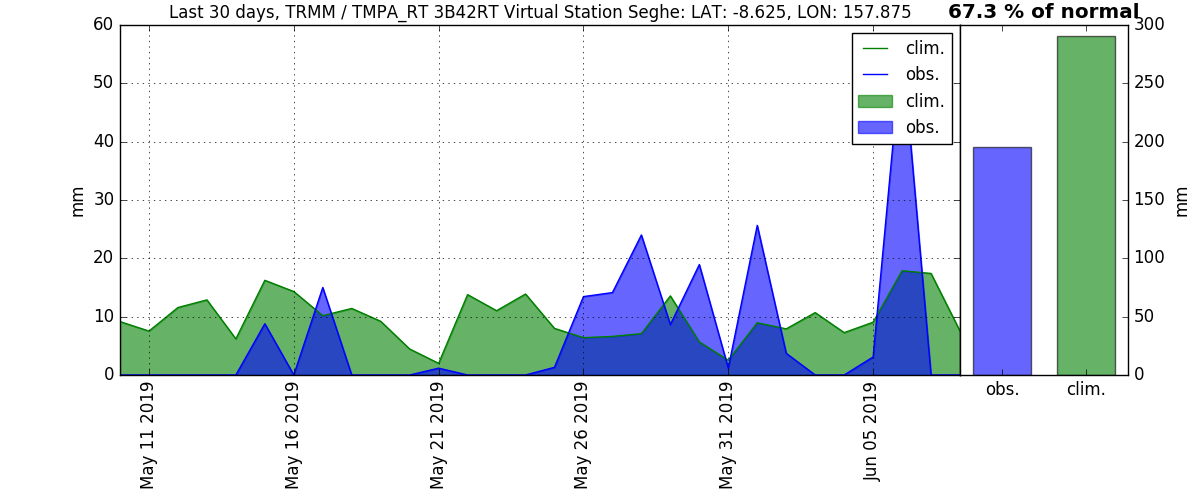 Last 30 days, TRMM / TMPA_RT 3B42RT Virtual Station Seghe: LAT: -8.625, LON: 157.875
67.3 % of normal
60
50
40
30
20
10
0
mm
clim.
obs.
clim.
obs.
May 11 2019
May 16 2019
May 21 2019
May 26 2019
May 31 2019
Jun 05 2019
300
250
200
150
100
50
0
mm
obs.
clim.